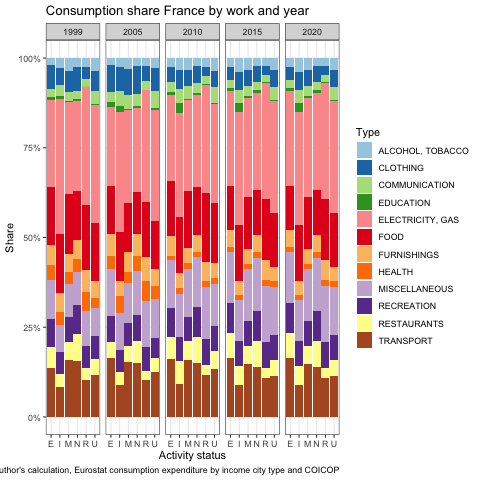 Consumption share France by work and year
1999 2005 2010 2015 2020
100%
75%
50%
25%
0%
Share
E I M N R U E I M N R U E I M N R U E I M N R U E I M N R U
Activity status
Type
ALCOHOL, TOBACCO
CLOTHING
COMMUNICATION
EDUCATION
ELECTRICITY, GAS
FOOD
FURNISHINGS
HEALTH
MISCELLANEOUS
RECREATION
RESTAURANTS
TRANSPORT
uthor's calculation, Eurostat consumption expenditure by income city type and COICOP